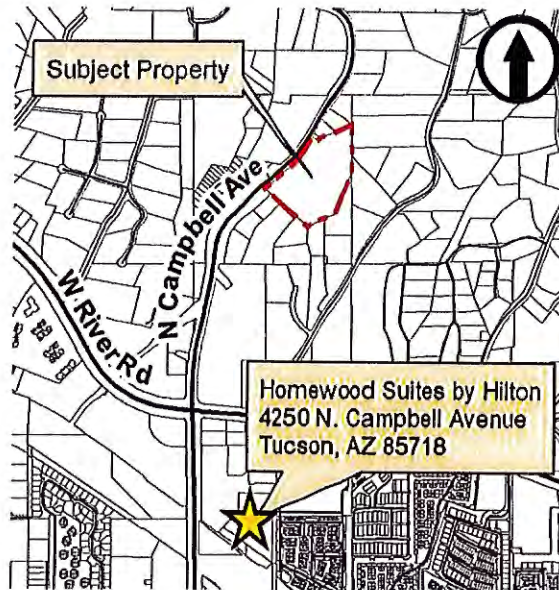 Subject Property
N Campbell Ave
W River Rd
Homewood Suites by Hilton
4250 N. Campbell Avenue
Tucson, AZ 85718